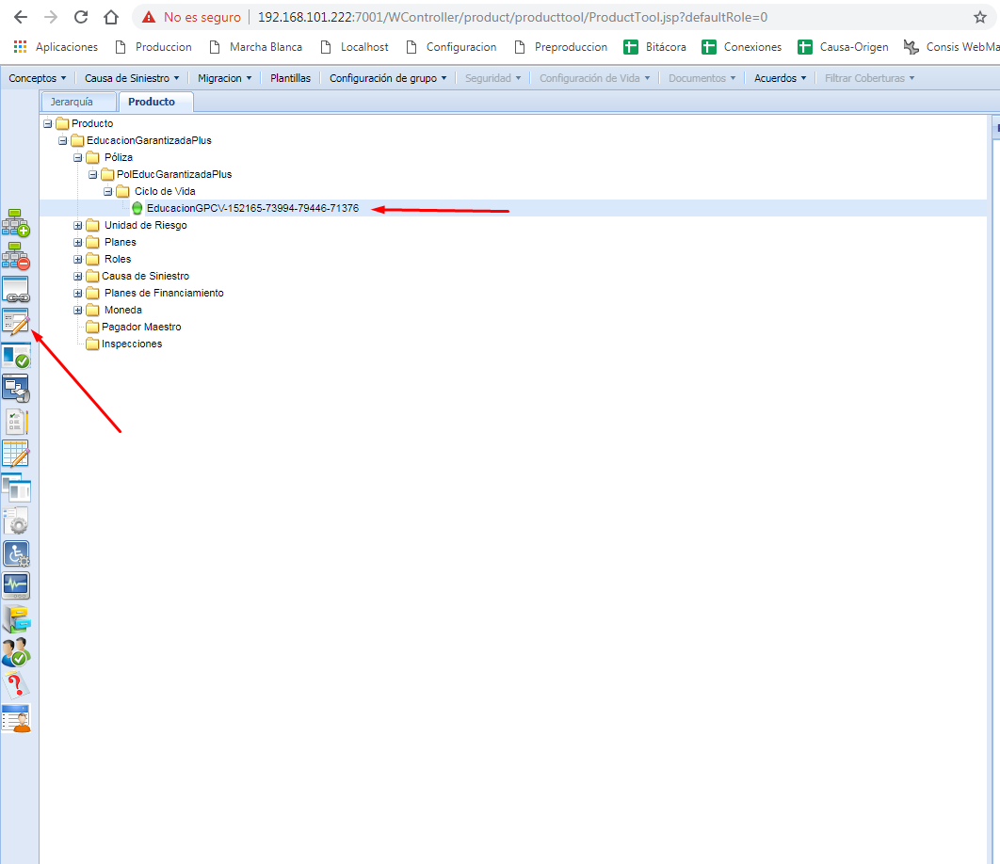 No es seguro 192.168.101.222:7001/WController/product/producttool/ProductTool.jsp?defaultRole=0
Aplicaciones Produccion Marcha Blanca Localhost Configuracion Preproduccion Bitácora Conexiones Causa-Origen Consis WebMa
Conceptos Causa de Siniestro Migracion Plantillas Configuración de grupo Seguridad Configuración de Vida Documentos Acuerdos Filtrar Coberturas
Jerarquía Producto
Producto
EducacionGarantizadaPlus
Póliza
PolEducGarantizadaPlus
Ciclo de Vida
EducacionGPCV-152165-73994-79446-71376
Unidad de Riesgo
Planes
Roles
Causa de Siniestro
Planes de Financiamiento
Moneda
Pagador Maestro
Inspecciones